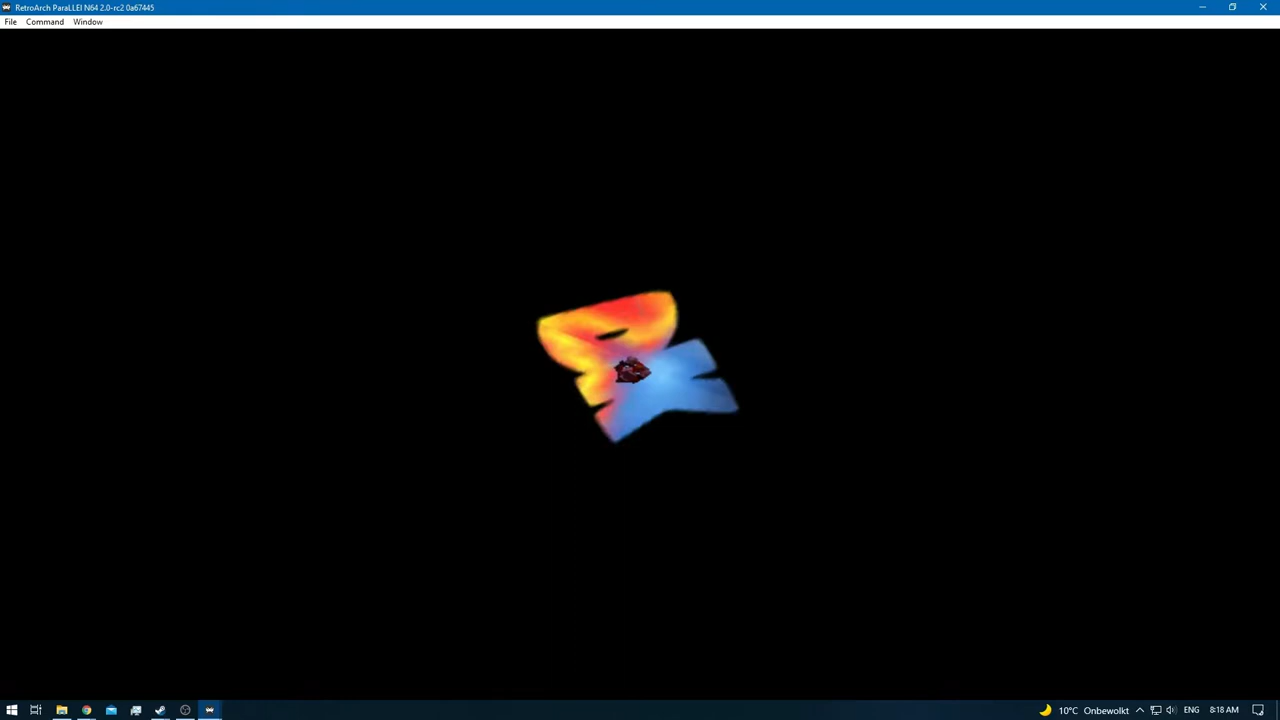 RetroArch ParaLLEl N64 2.0-rc2 0a67445
File Command Window
10°C Onbewolkt ENG 8:18 AM